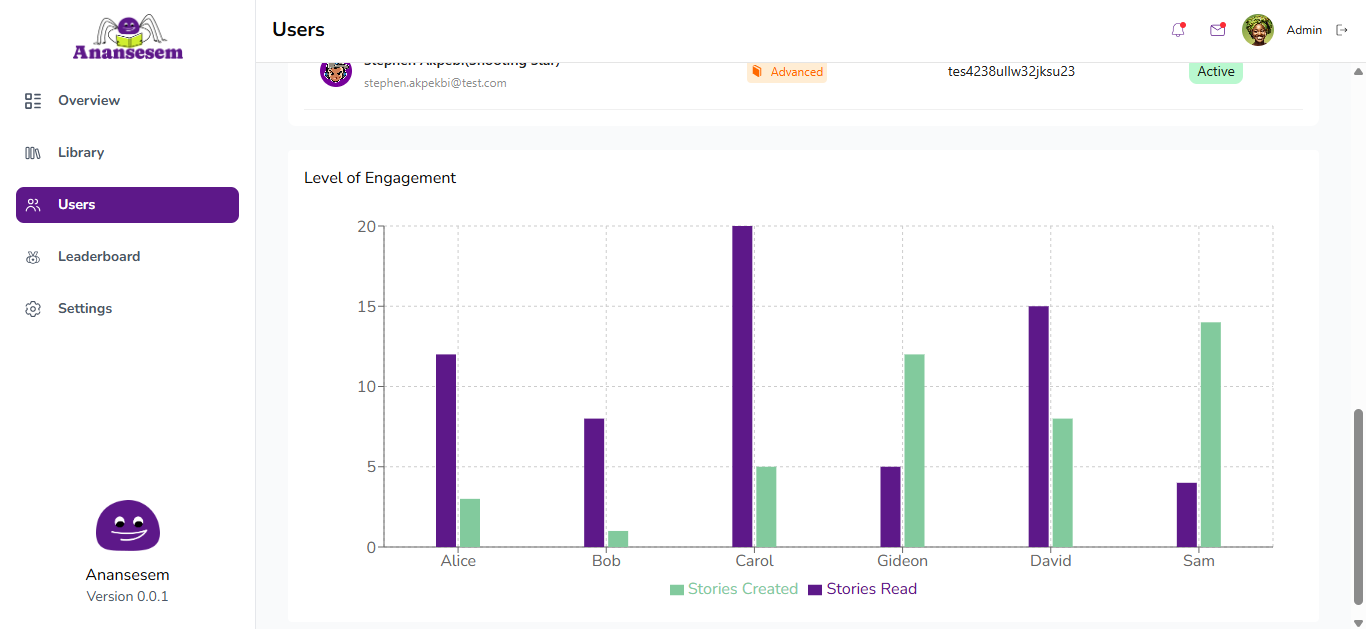 Anansesem
Users
Admin
Overview
Library
Users
Leaderboard
Settings
Anansesem
Version 0.0.1
Stephen Akpebi(Shooting Star)
stephen.akpekbi@test.com
Advanced
tes4238ullw32jksu23
Active
Level of Engagement
20
15
10
5
0
Alice Bob Carol Gideon David Sam
Stories Created Stories Read